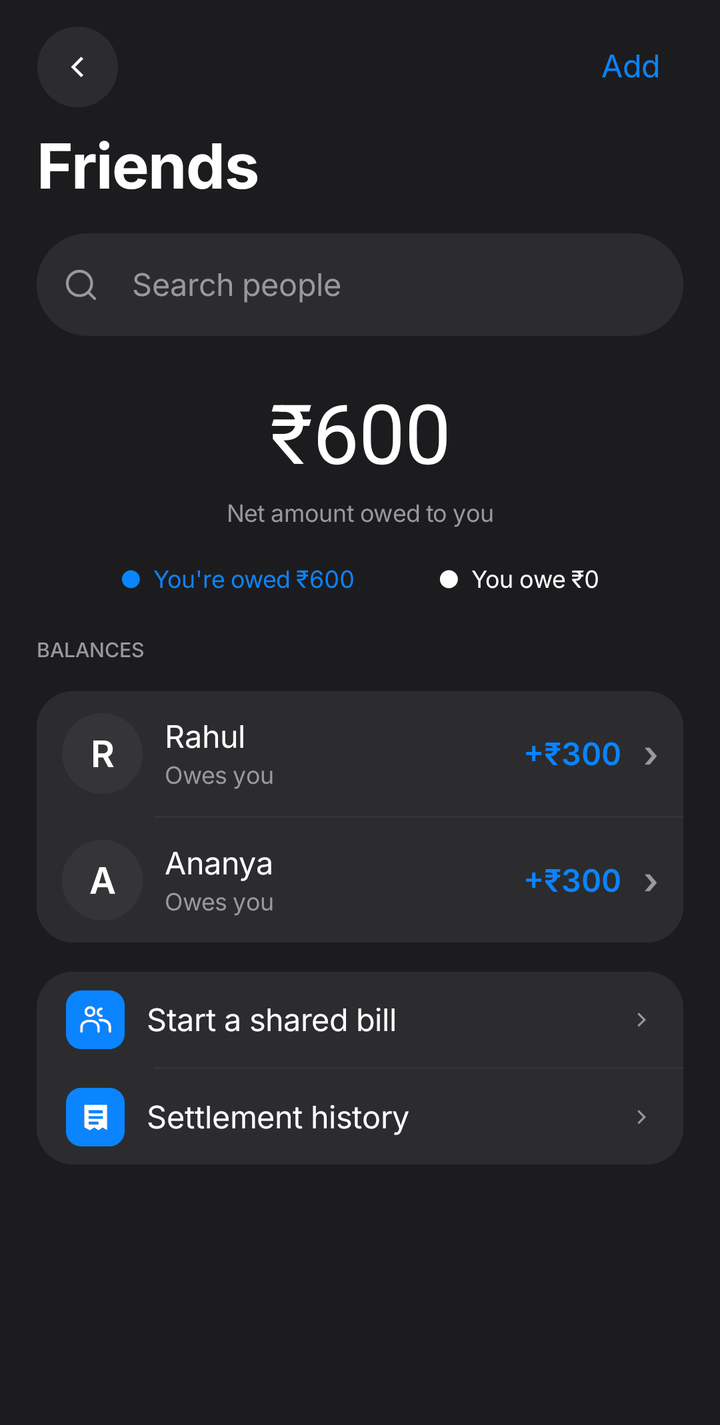 Add
Friends
Search people
₹600
Net amount owed to you
You're owed ₹600
You owe ₹0
BALANCES
R
Rahul
Owes you
+₹300
A
Ananya
Owes you
+₹300
Start a shared bill
Settlement history